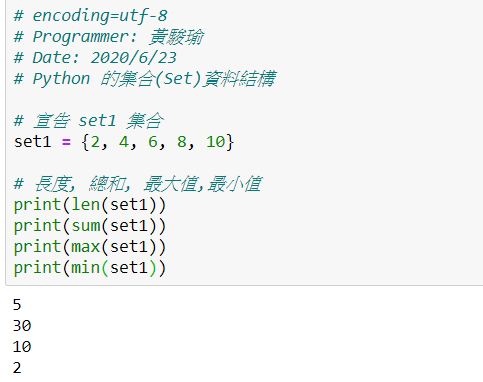 # encoding=utf-8
# Programmer: 黃駿瑜
# Date: 2020/6/23
# Python 的集合(Set)資料結構
# 宣告 set1 集合
set1 = {2, 4, 6, 8, 10}
# 長度, 總和, 最大值,最小值
print(len(set1))
print(sum(set1))
print(max(set1))
print(min(set1))
5
30
10
2